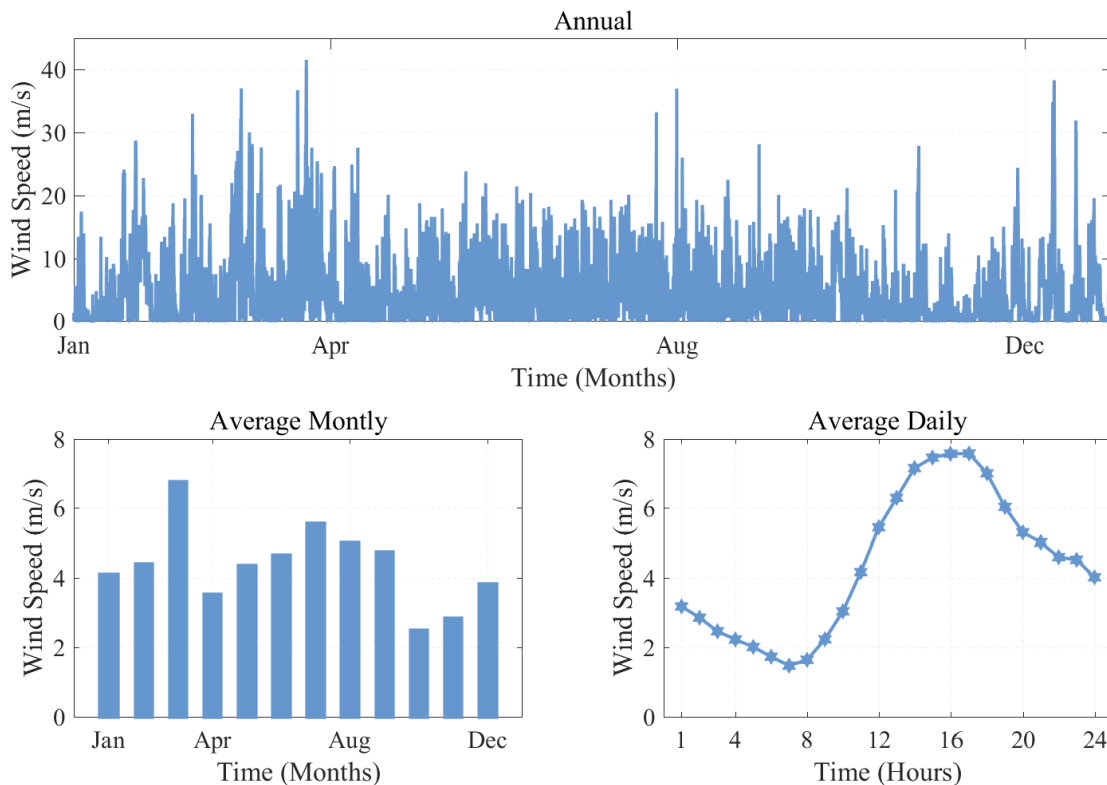 Annual
Wind Speed (m/s)
40
30
20
10
0
Jan Apr Aug Dec
Time (Months)
Average Montly
Wind Speed (m/s)
8
6
4
2
0
Jan Apr Aug Dec
Time (Months)
Average Daily
Wind Speed (m/s)
8
6
4
2
0
1 4 8 12 16 20 24
Time (Hours)